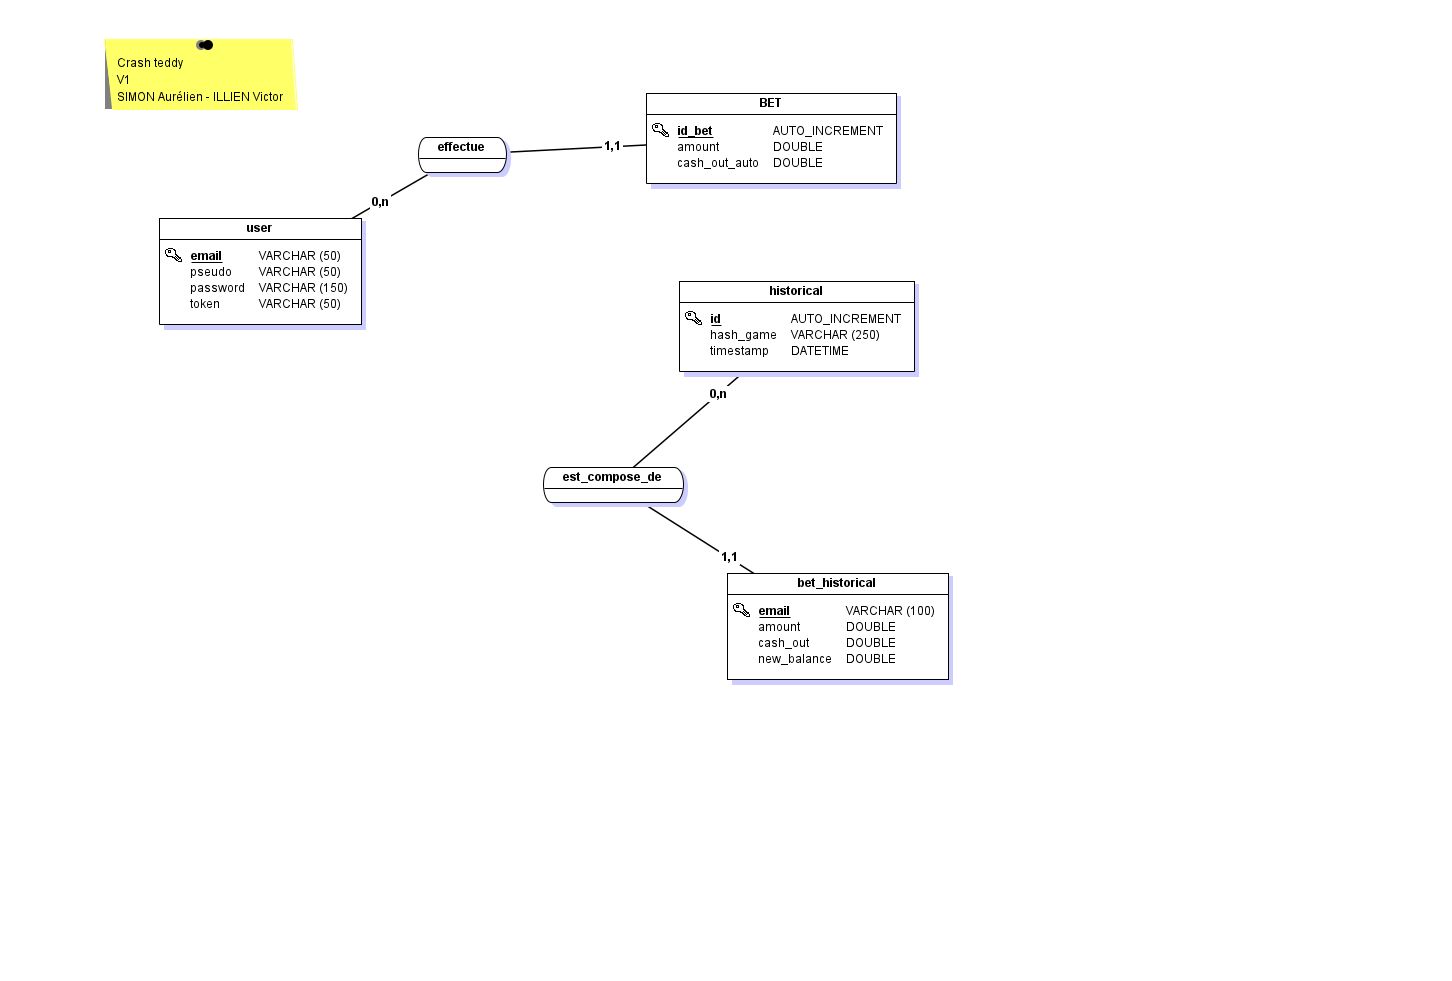 Crash teddy
V1
SIMON Aurélien - ILLIEN Victor
BET
id_bet AUTO_INCREMENT
amount DOUBLE
cash_out_auto DOUBLE
effectue
1,1
0,n
user
email VARCHAR (50)
pseudo VARCHAR (50)
password VARCHAR (150)
token VARCHAR (50)
historical
id AUTO_INCREMENT
hash_game VARCHAR (250)
timestamp DATETIME
0,n
est_compose_de
1,1
bet_historical
email VARCHAR (100)
amount DOUBLE
cash_out DOUBLE
new_balance DOUBLE